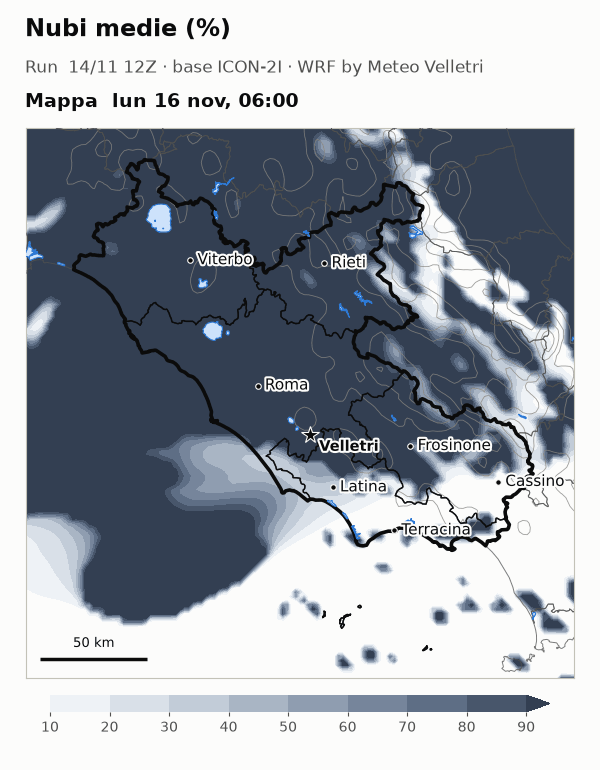 Nubi medie (%)
Run 14/11 12Z · base ICON-2I · WRF by Meteo Velletri
Mappa lun 16 nov, 06:00
Viterbo
Rieti
Roma
Velletri
Frosinone
Latina
Cassino
Terracina
50 km
10 20 30 40 50 60 70 80 90